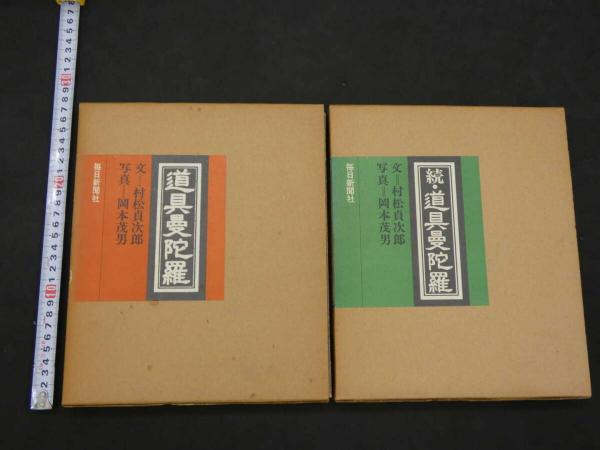 道具曼陀羅
文―村松貞次郎
写真―岡本茂男
毎日新聞社
続・道具曼陀羅
文―村松貞次郎
写真―岡本茂男
毎日新聞社